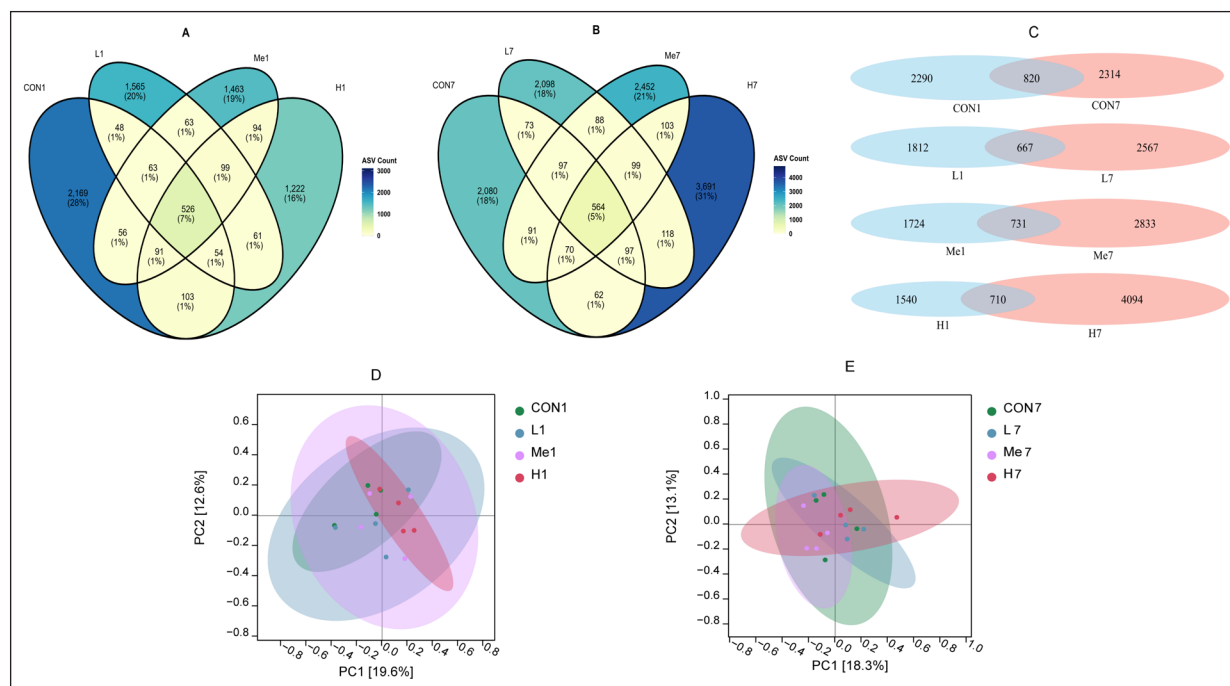 A
L1
Me1
CON1
H1
1,565
(20%)
1,463
(19%)
48
(1%)
63
(1%)
94
(1%)
63
(1%)
99
(1%)
2,169
(28%)
1,222
(16%)
526
(7%)
56
(1%)
61
(1%)
91
(1%)
54
(1%)
103
(1%)
ASV Count
3000
2000
1000
0
B
L7
Me7
CON7
H7
2,098
(18%)
2,452
(21%)
73
(1%)
88
(1%)
103
(1%)
97
(1%)
99
(1%)
2,080
(18%)
3,691
(31%)
564
(5%)
91
(1%)
118
(1%)
70
(1%)
97
(1%)
62
(1%)
ASV Count
4000
3000
2000
1000
0
C
2290 820 2314
CON1 CON7
1812 667 2567
L1 L7
1724 731 2833
Me1 Me7
1540 710 4094
H1 H7
D
PC2 [12.6%]
0.6
0.4
0.2
0.0
−0.2
−0.4
−0.6
−0.8
−0.8 −0.6 −0.4 −0.2 0.0 0.2 0.4 0.6 0.8
PC1 [19.6%]
CON1
L1
Me1
H1
E
PC2 [13.1%]
1.0
0.8
0.6
0.4
0.2
0.0
−0.2
−0.4
−0.6
−0.8
−0.8 −0.6 −0.4 −0.2 0.0 0.2 0.4 0.6 0.8 1.0
PC1 [18.3%]
CON7
L7
Me7
H7